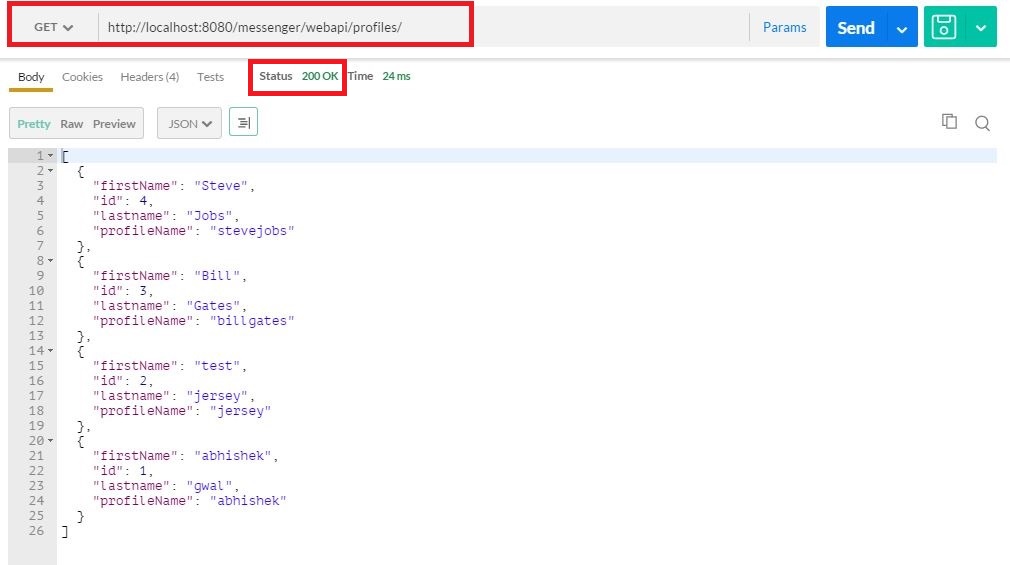 GET http://localhost:8080/messenger/webapi/profiles/ Params Send
Body Cookies Headers (4) Tests Status 200 OK Time 24 ms
Pretty Raw Preview JSON
1 [
2 {
3 "firstName": "Steve",
4 "id": 4,
5 "lastname": "Jobs",
6 "profileName": "stevejobs"
7 },
8 {
9 "firstName": "Bill",
10 "id": 3,
11 "lastname": "Gates",
12 "profileName": "billgates"
13 },
14 {
15 "firstName": "test",
16 "id": 2,
17 "lastname": "jersey",
18 "profileName": "jersey"
19 },
20 {
21 "firstName": "abhishek",
22 "id": 1,
23 "lastname": "gwal",
24 "profileName": "abhishek"
25 }
26 ]